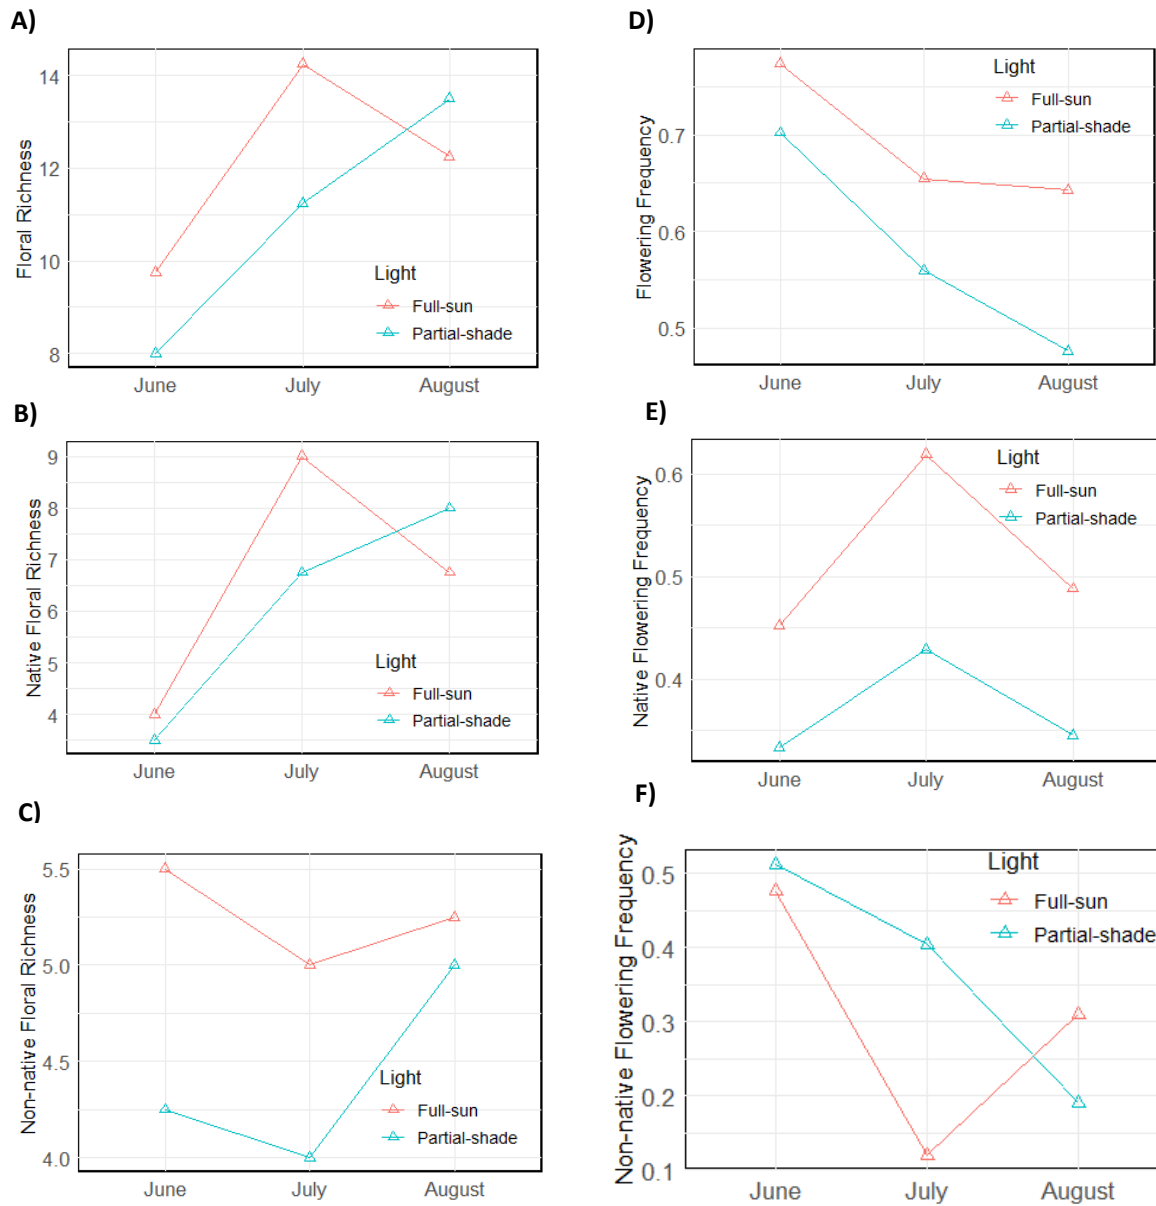 A)
Floral Richness
14
12
10
8
Light
Full-sun
Partial-shade
June July August
B)
Native Floral Richness
9
8
7
6
5
4
Light
Full-sun
Partial-shade
June July August
C)
Non-native Floral Richness
5.5
5.0
4.5
4.0
Light
Full-sun
Partial-shade
June July August
D)
Flowering Frequency
0.7
0.6
0.5
Light
Full-sun
Partial-shade
June July August
E)
Native Flowering Frequency
0.6
0.5
0.4
Light
Full-sun
Partial-shade
June July August
F)
Non-native Flowering Frequency
0.5
0.4
0.3
0.2
0.1
Light
Full-sun
Partial-shade
June July August